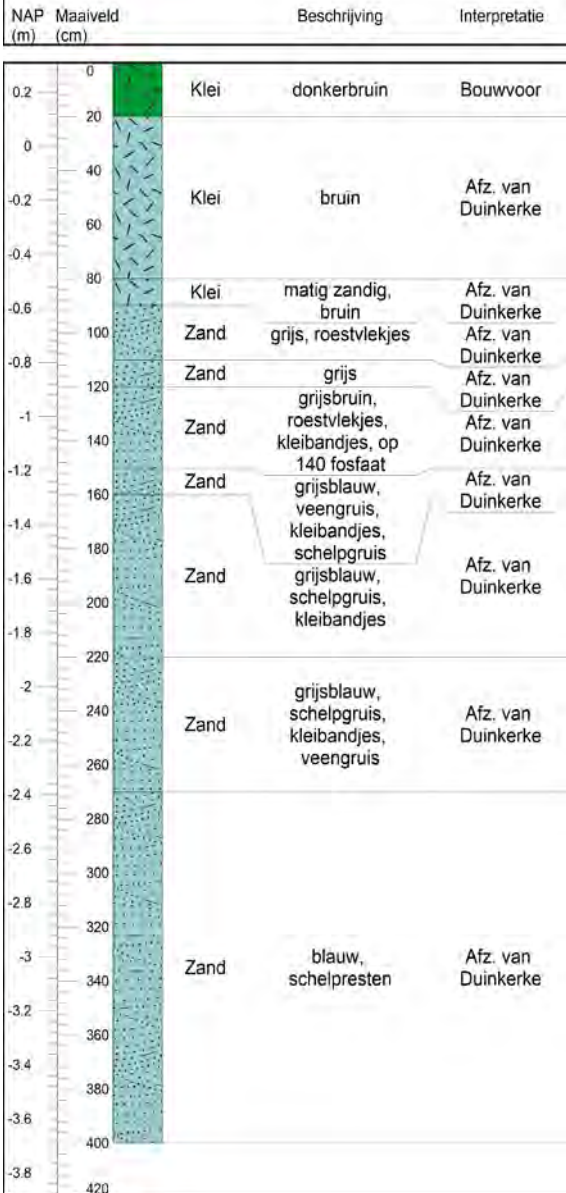 NAP Maaiveld Beschrijving Interpretatie
(m) (cm)
0
0.2 Klei donkerbruin Bouwvoor
20
0
40
-0.2 Klei bruin Afz. van
Duinkerke
60
-0.4
80
Klei matig zandig, Afz. van
bruin Duinkerke
-0.6
100 Zand grijs, roestvlekjes Afz. van
Duinkerke
-0.8
Zand grijs Afz. van
Duinkerke
120
-1
Zand grijsbruin, Afz. van
roestvlekjes, Duinkerke
kleibandjes, op
140 fosfaat
140
-1.2
Zand grijsblauw, Afz. van
veengruis, Duinkerke
kleibandjes,
schelpgruis
160
-1.4
180
-1.6
Zand grijsblauw, Afz. van
schelpgruis, Duinkerke
kleibandjes
200
-1.8
220
-2
240
Zand grijsblauw, Afz. van
schelpgruis, Duinkerke
kleibandjes,
veengruis
-2.2
260
-2.4
280
-2.6
300
-2.8
320
-3
Zand blauw, Afz. van
schelpresten Duinkerke
340
-3.2
360
-3.4
380
-3.6
400
-3.8
420